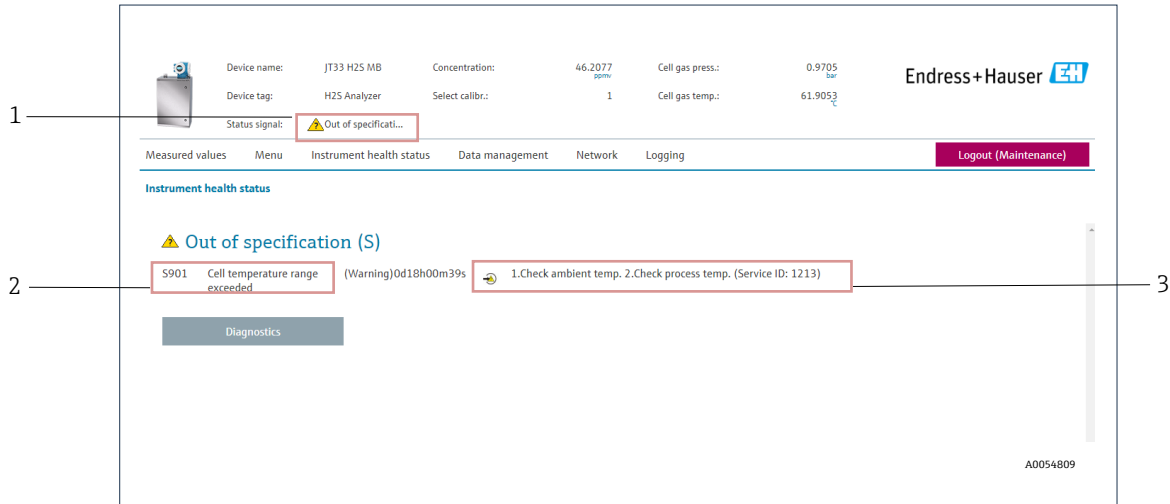 Device name: JT33 H2S MB Concentration: 46.2077 ppmv Cell gas press.: 0.9705 bar
Endress+Hauser EH
Device tag: H2S Analyzer Select calibr.: 1 Cell gas temp.: 61.9053 °C
1
Status signal: Out of specificati...
Measured values Menu Instrument health status Data management Network Logging Logout (Maintenance)
Instrument health status
Out of specification (S)
2
S901 Cell temperature range exceeded (Warning)0d18h00m39s 1.Check ambient temp. 2.Check process temp. (Service ID: 1213)
3
Diagnostics
A0054809